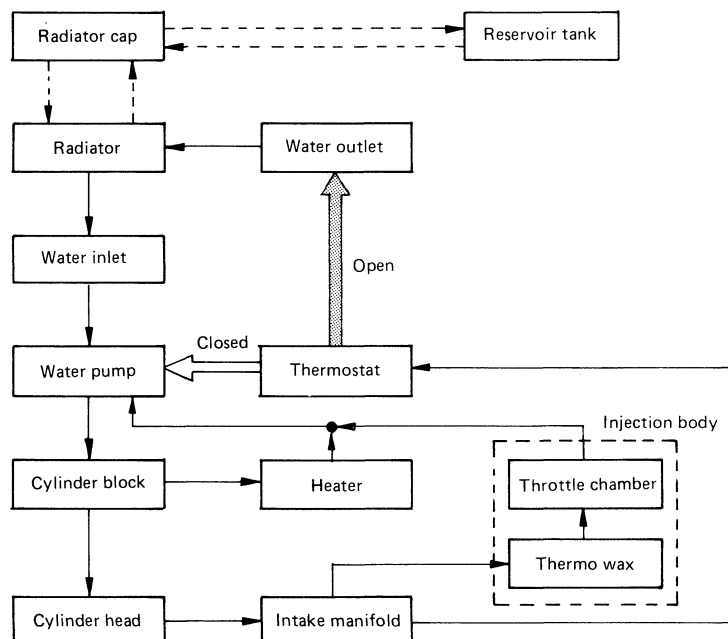 Radiator cap
Reservoir tank
Radiator
Water outlet
Water inlet
Open
Closed
Water pump
Thermostat
Injection body
Cylinder block
Heater
Throttle chamber
Thermo wax
Cylinder head
Intake manifold